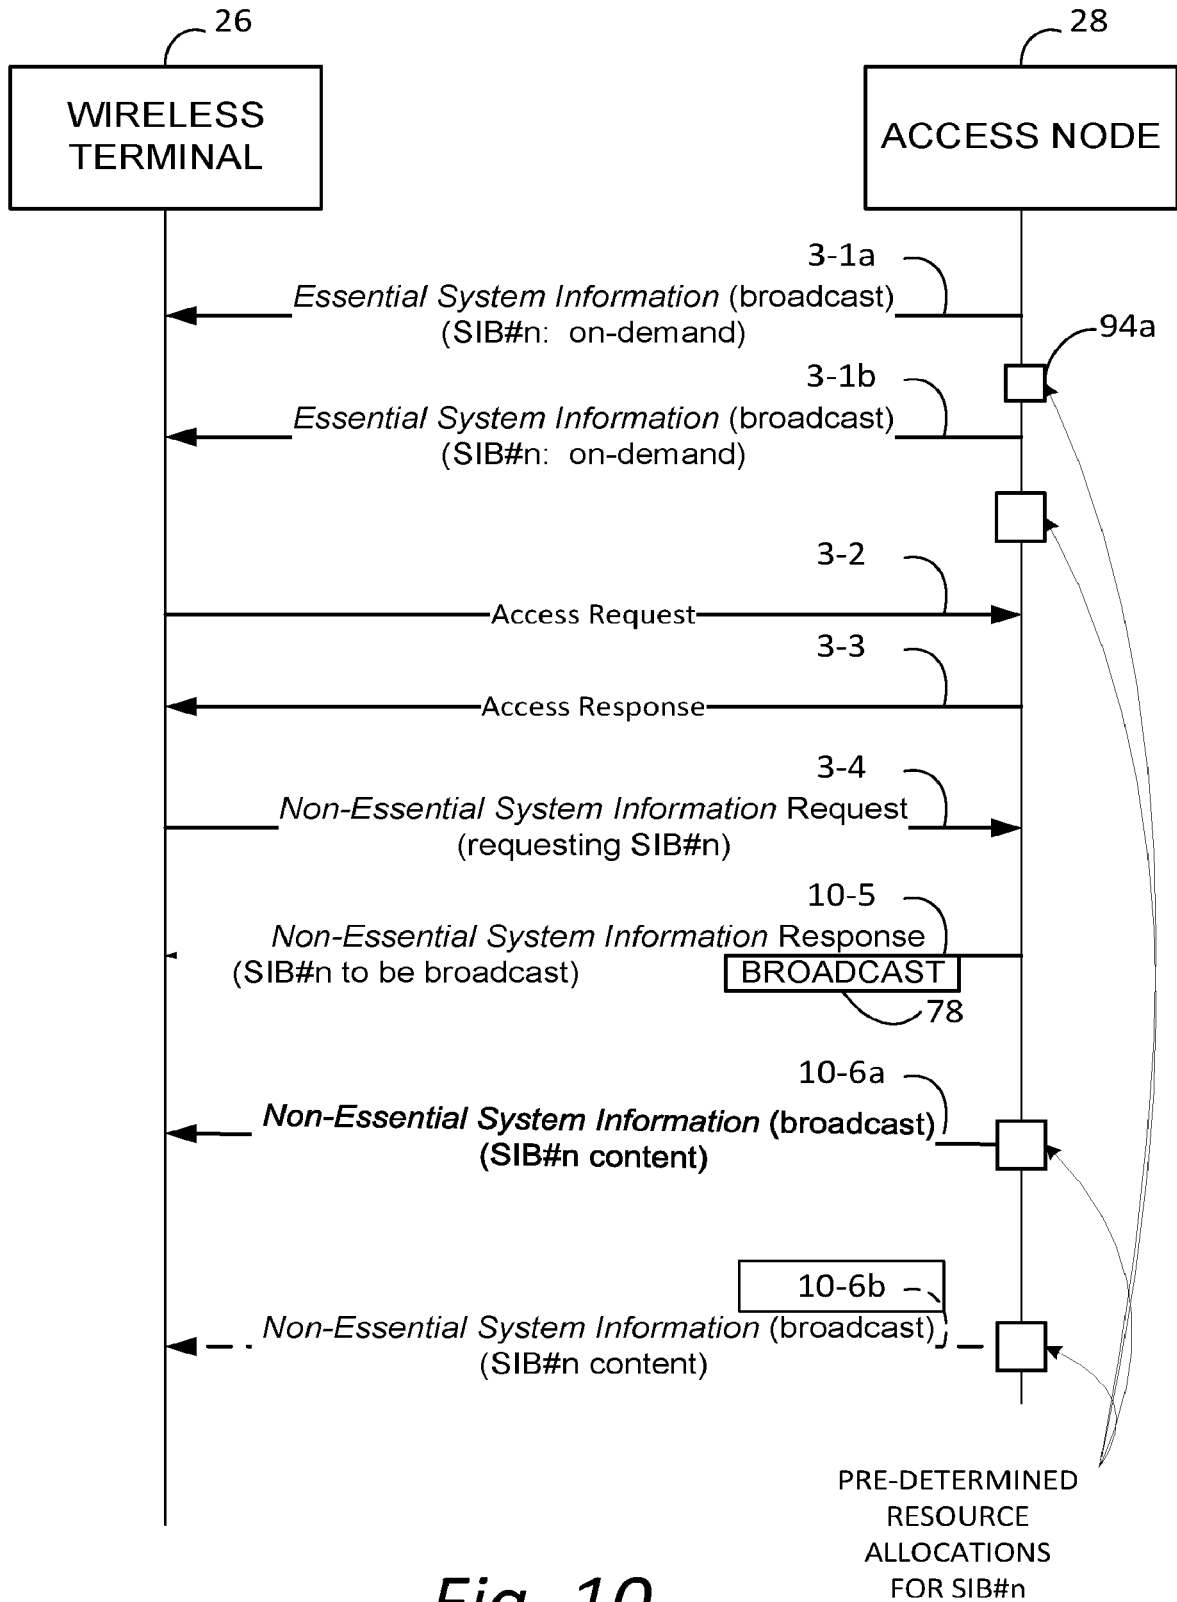 26
28
WIRELESS
TERMINAL
ACCESS NODE
3-1a
Essential System Information (broadcast)
(SIB#n: on-demand)
94a
3-1b
Essential System Information (broadcast)
(SIB#n: on-demand)
3-2
Access Request
3-3
Access Response
3-4
Non-Essential System Information Request
(requesting SIB#n)
10-5
Non-Essential System Information Response
(SIB#n to be broadcast)
BROADCAST
78
10-6a
Non-Essential System Information (broadcast)
(SIB#n content)
10-6b
Non-Essential System Information (broadcast)
(SIB#n content)
PRE-DETERMINED
RESOURCE
ALLOCATIONS
FOR SIB#n
Fig. 10